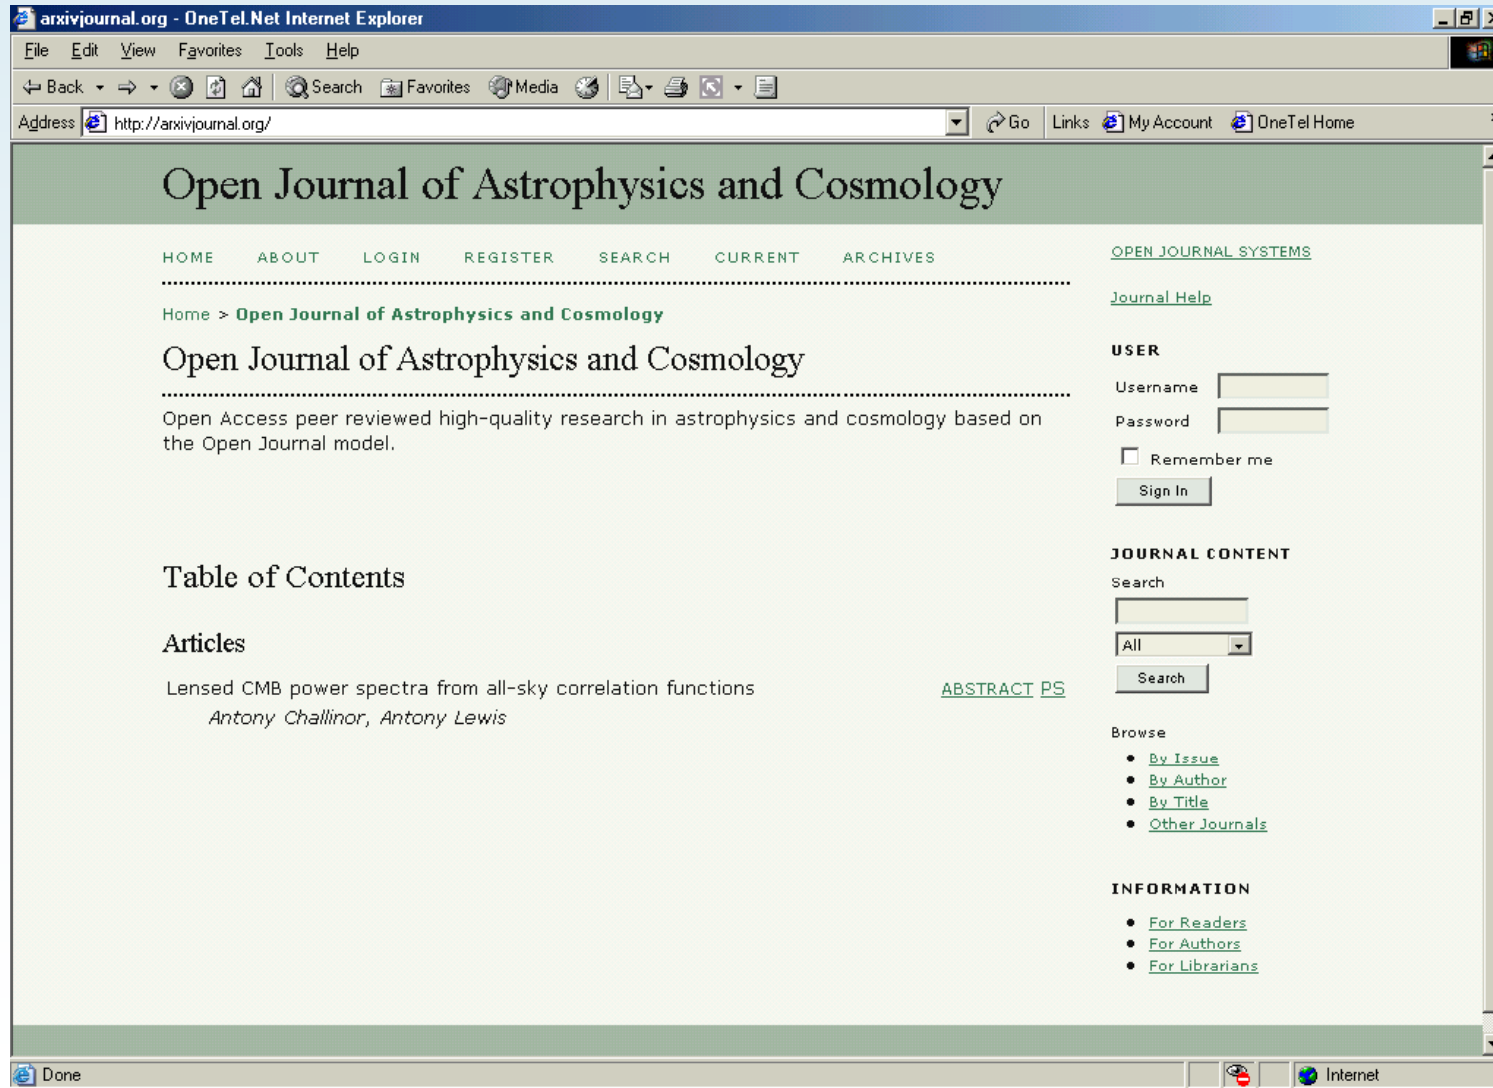 arxivjournal.org - OneTel.Net Internet Explorer
File Edit View Favorites Tools Help
Back Search Favorites Media
Address http://arxivjournal.org/ Go Links My Account OneTel Home
Open Journal of Astrophysics and Cosmology
HOME ABOUT LOGIN REGISTER SEARCH CURRENT ARCHIVES
Home > Open Journal of Astrophysics and Cosmology
Open Journal of Astrophysics and Cosmology
Open Access peer reviewed high-quality research in astrophysics and cosmology based on
the Open Journal model.
Table of Contents
Articles
Lensed CMB power spectra from all-sky correlation functions ABSTRACT PS
Antony Challinor, Antony Lewis
OPEN JOURNAL SYSTEMS
Journal Help
USER
Username
Password
Remember me
Sign In
JOURNAL CONTENT
Search
All
Search
Browse
By Issue
By Author
By Title
Other Journals
INFORMATION
For Readers
For Authors
For Librarians
Done Internet